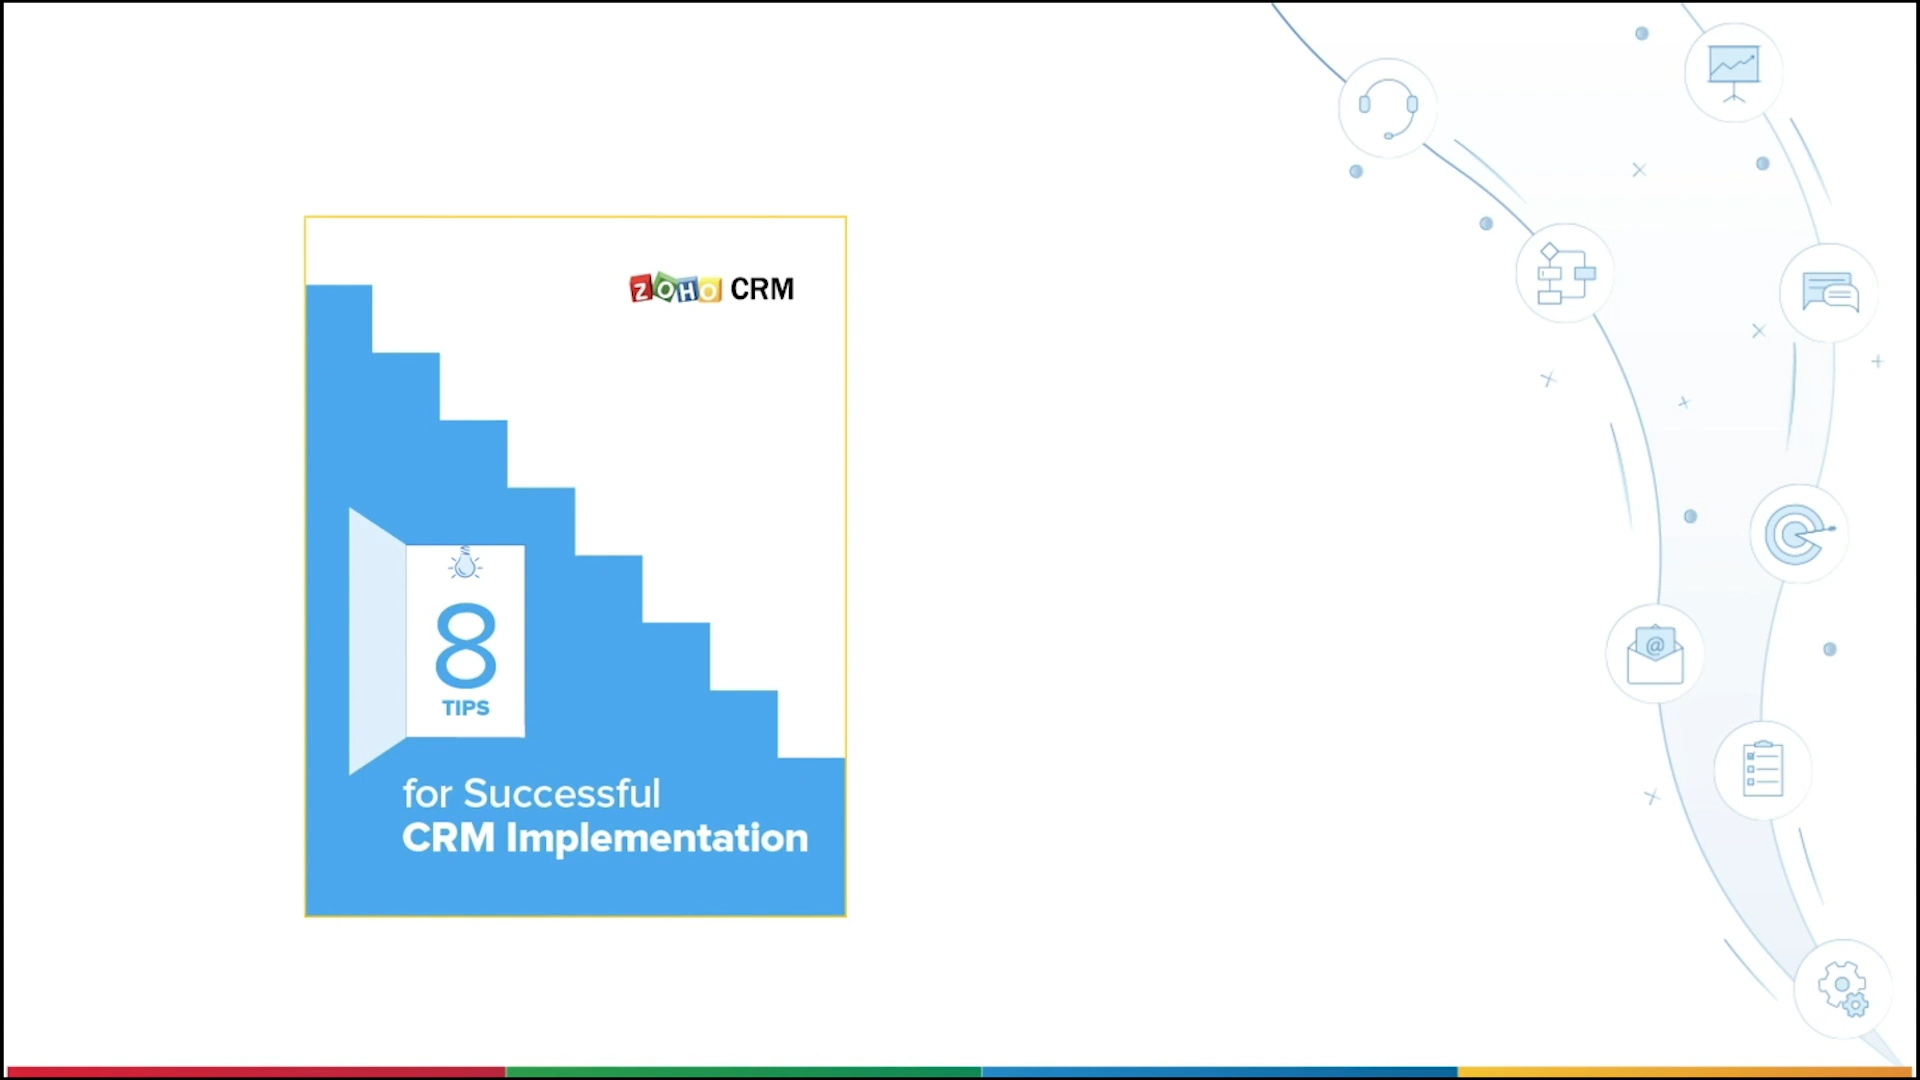 ZOHO CRM
8
TIPS
for Successful
CRM Implementation
@